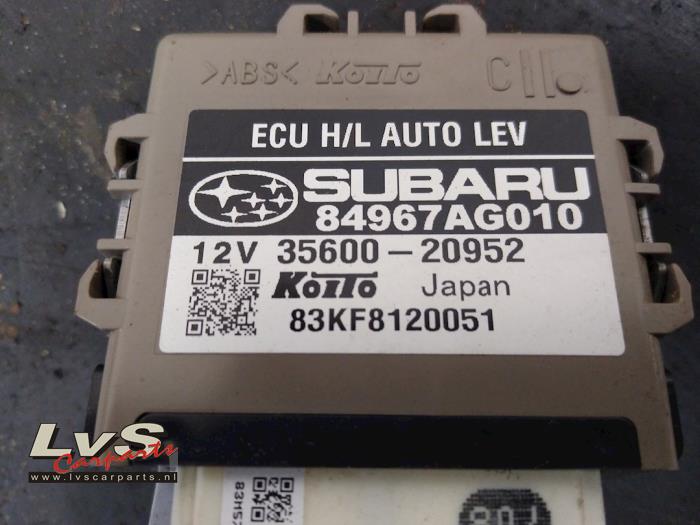 >ABS< KOITO
ECU H/L AUTO LEV
SUBARU
84967AG010
12V 35600-20952
KOITO Japan
83KF8120051
LvS
Carparts
www.lvscarparts.nl